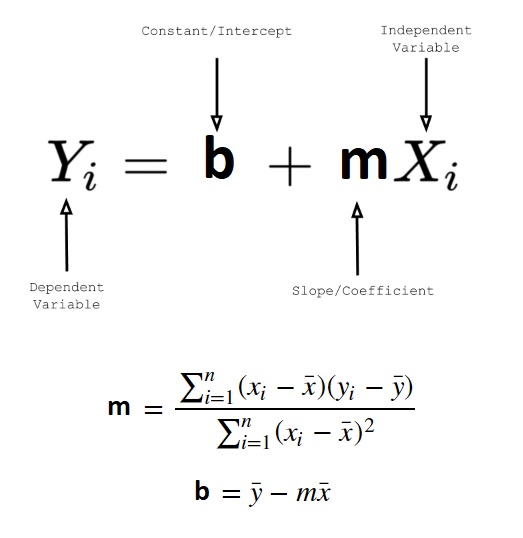 Constant/Intercept
Independent
Variable
Yᵢ = b + mXᵢ
Dependent
Variable
Slope/Coefficient
m = ∑ⁿᵢ₌₁(xᵢ − x̄)(yᵢ − ȳ)
∑ⁿᵢ₌₁(xᵢ − x̄)²
b = ȳ − mx̄